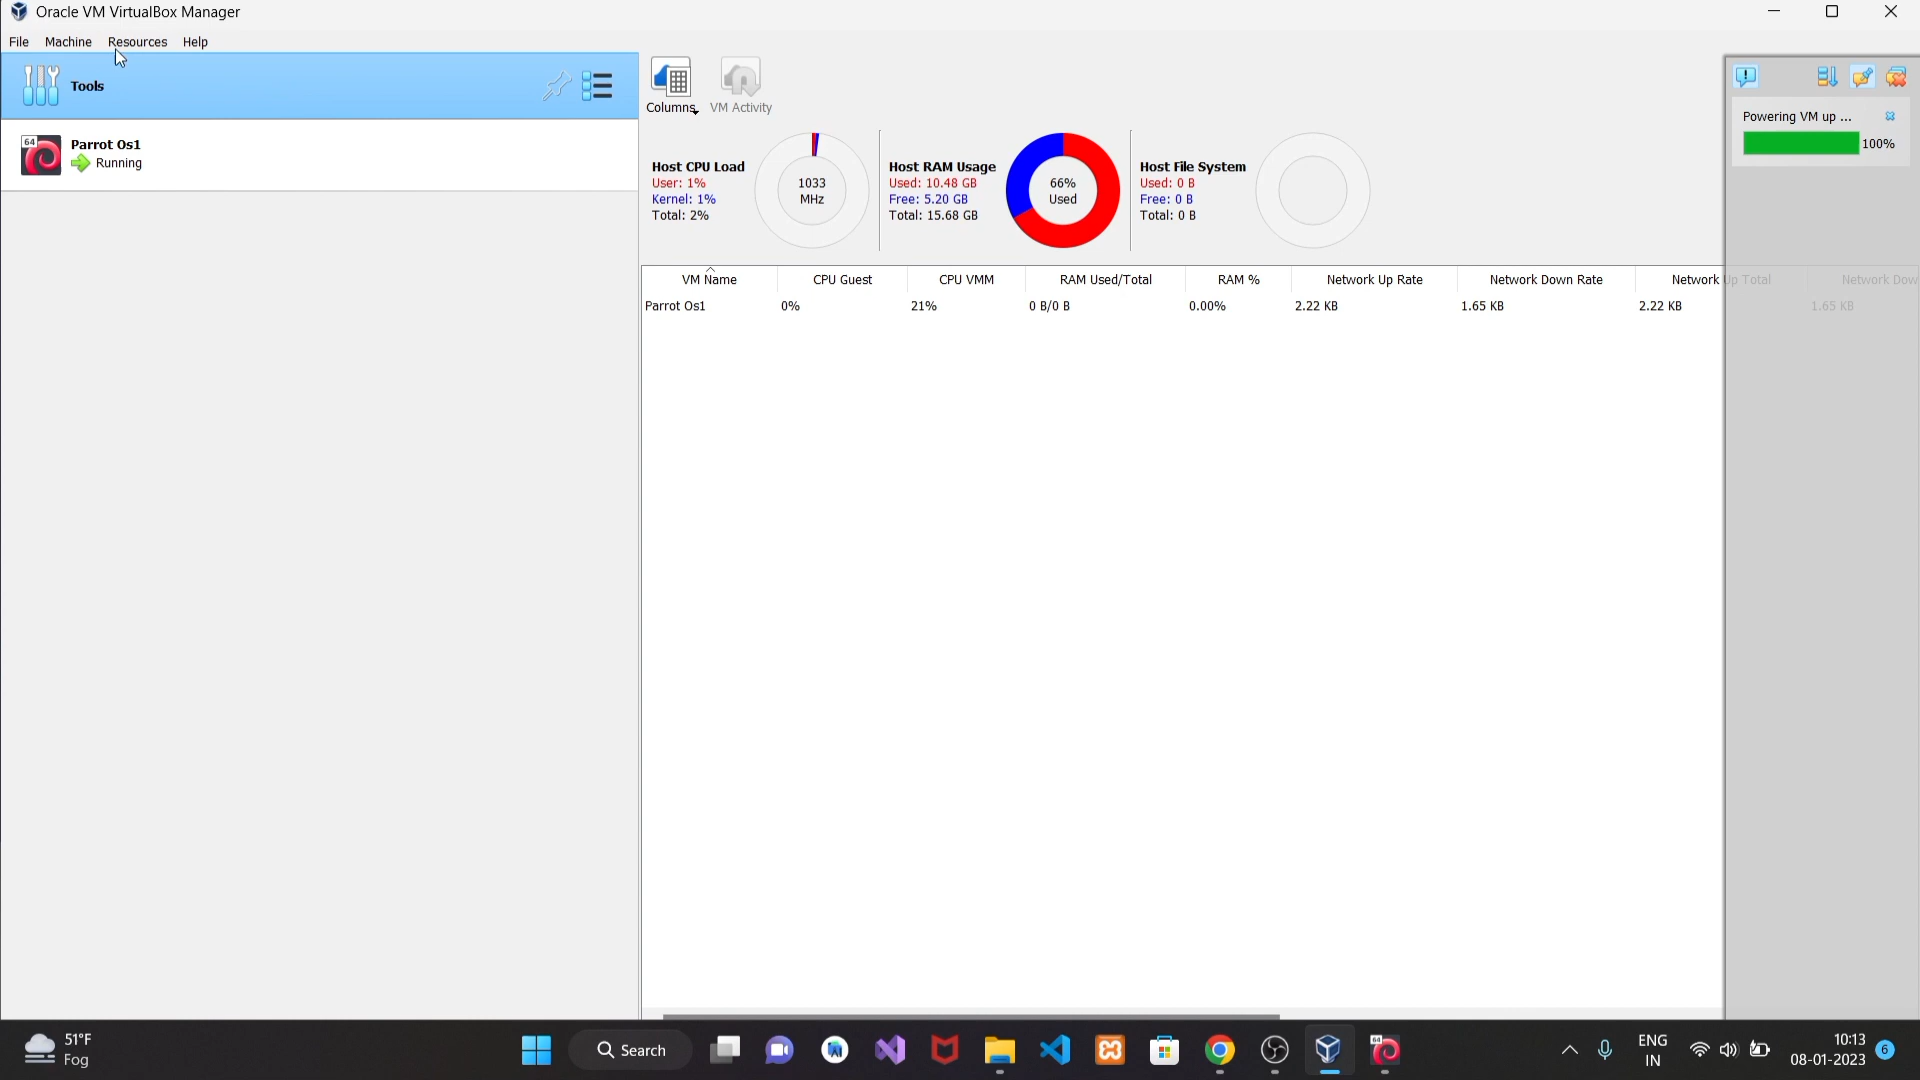 Oracle VM VirtualBox Manager
File Machine Resources Help
Tools
64
Parrot Os1
Running
Columns
VM Activity
Host CPU Load
User: 1%
Kernel: 1%
Total: 2%
1033
MHz
Host RAM Usage
Used: 10.48 GB
Free: 5.20 GB
Total: 15.68 GB
66%
Used
Host File System
Used: 0 B
Free: 0 B
Total: 0 B
Powering VM up ...
100%
VM Name CPU Guest CPU VMM RAM Used/Total RAM % Network Up Rate Network Down Rate Network Up Total Network Dow
Parrot Os1 0% 21% 0 B/0 B 0.00% 2.22 KB 1.65 KB 2.22 KB 1.65 KB
51°F
Fog
Search
64
ENG
IN
10:13
08-01-2023
6